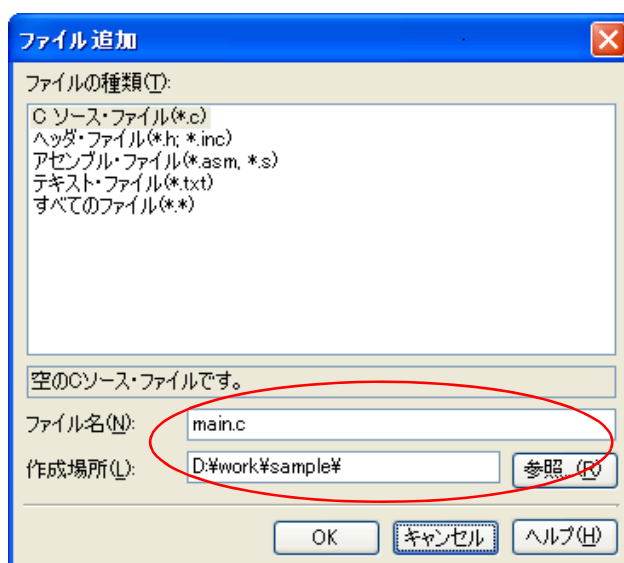 ファイル追加
ファイルの種類(T):
C ソース・ファイル(*.c)
ヘッダ・ファイル(*.h; *.inc)
アセンブル・ファイル(*.asm, *.s)
テキスト・ファイル(*.txt)
すべてのファイル(*.*)
空のCソース・ファイルです。
ファイル名(N): main.c
作成場所(L): D:¥work¥sample¥ 参照...(R)
OK キャンセル ヘルプ(H)